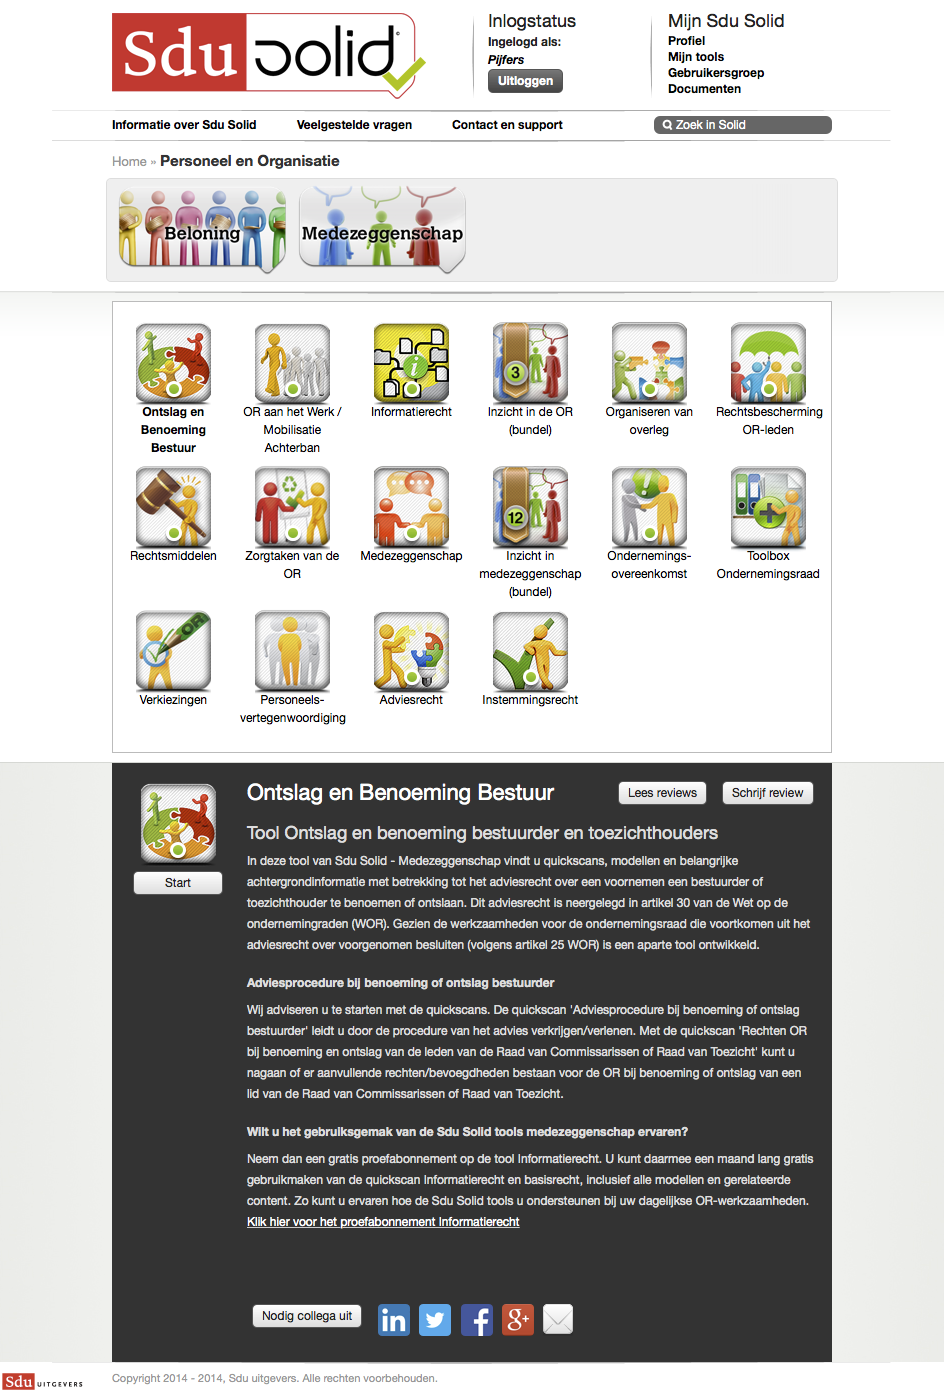 Sdu solid
Inlogstatus
Ingelogd als:
Pijfers
Uitloggen
Mijn Sdu Solid
Profiel
Mijn tools
Gebruikersgroep
Documenten
Informatie over Sdu Solid
Veelgestelde vragen
Contact en support
Zoek in Solid
Home » Personeel en Organisatie
Beloning
Medezeggenschap
3
Ontslag en
Benoeming
Bestuur
OR aan het Werk /
Mobilisatie
Achterban
Informatierecht
Inzicht in de OR
(bundel)
Organiseren van
overleg
Rechtsbescherming
OR-leden
12
Rechtsmiddelen
Zorgtaken van de
OR
Medezeggenschap
Inzicht in
medezeggenschap
(bundel)
Ondernemings-
overeenkomst
Toolbox
Ondernemingsraad
OR
Verkiezingen
Personeels-
vertegenwoordiging
Adviesrecht
Instemmingsrecht
Start
Ontslag en Benoeming Bestuur
Lees reviews
Schrijf review
Tool Ontslag en benoeming bestuurder en toezichthouders
In deze tool van Sdu Solid - Medezeggenschap vindt u quickscans, modellen en belangrijke
achtergrondinformatie met betrekking tot het adviesrecht over een voornemen een bestuurder of
toezichthouder te benoemen of ontslaan. Dit adviesrecht is neergelegd in artikel 30 van de Wet op de
ondernemingraden (WOR). Gezien de werkzaamheden voor de ondernemingsraad die voortkomen uit het
adviesrecht over voorgenomen besluiten (volgens artikel 25 WOR) is een aparte tool ontwikkeld.
Adviesprocedure bij benoeming of ontslag bestuurder
Wij adviseren u te starten met de quickscans. De quickscan 'Adviesprocedure bij benoeming of ontslag
bestuurder' leidt u door de procedure van het advies verkrijgen/verlenen. Met de quickscan 'Rechten OR
bij benoeming en ontslag van de leden van de Raad van Commissarissen of Raad van Toezicht' kunt u
nagaan of er aanvullende rechten/bevoegdheden bestaan voor de OR bij benoeming of ontslag van een
lid van de Raad van Commissarissen of Raad van Toezicht.
Wilt u het gebruiksgemak van de Sdu Solid tools medezeggenschap ervaren?
Neem dan een gratis proefabonnement op de tool Informatierecht. U kunt daarmee een maand lang gratis
gebruikmaken van de quickscan Informatierecht en basisrecht, inclusief alle modellen en gerelateerde
content. Zo kunt u ervaren hoe de Sdu Solid tools u ondersteunen bij uw dagelijkse OR-werkzaamheden.
Klik hier voor het proefabonnement Informatierecht
Nodig collega uit
Sdu UITGEVERS
Copyright 2014 - 2014, Sdu uitgevers. Alle rechten voorbehouden.